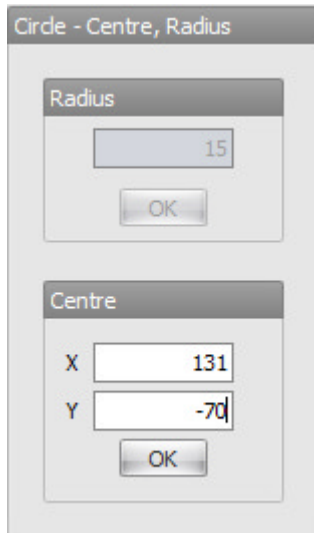 Circle - Centre, Radius
Radius
15
OK
Centre
X 131
Y -70
OK